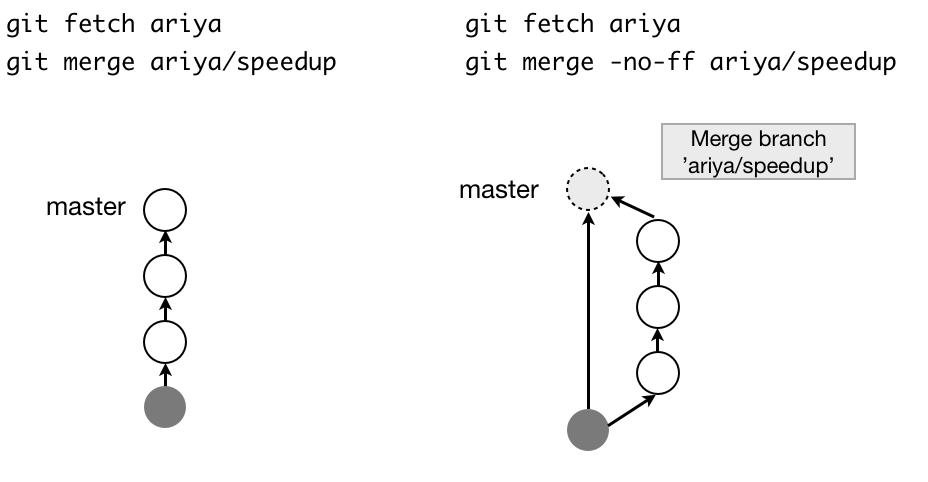 git fetch ariya
git merge ariya/speedup
git fetch ariya
git merge -no-ff ariya/speedup
Merge branch
’ariya/speedup’
master
master